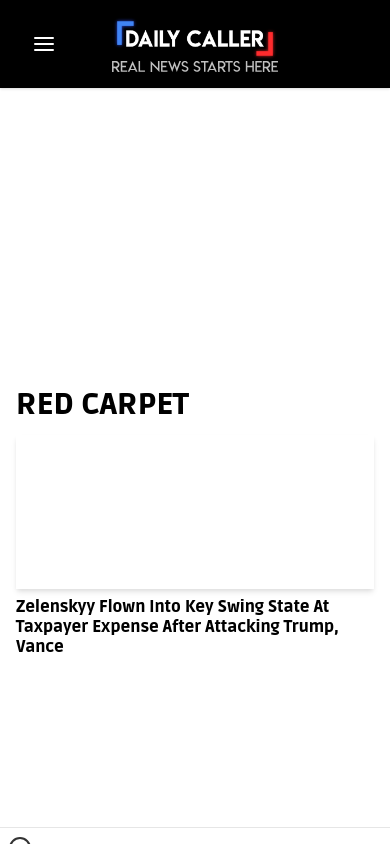 DAILY CALLER
REAL NEWS STARTS HERE
RED CARPET
Zelenskyy Flown Into Key Swing State At
Taxpayer Expense After Attacking Trump,
Vance